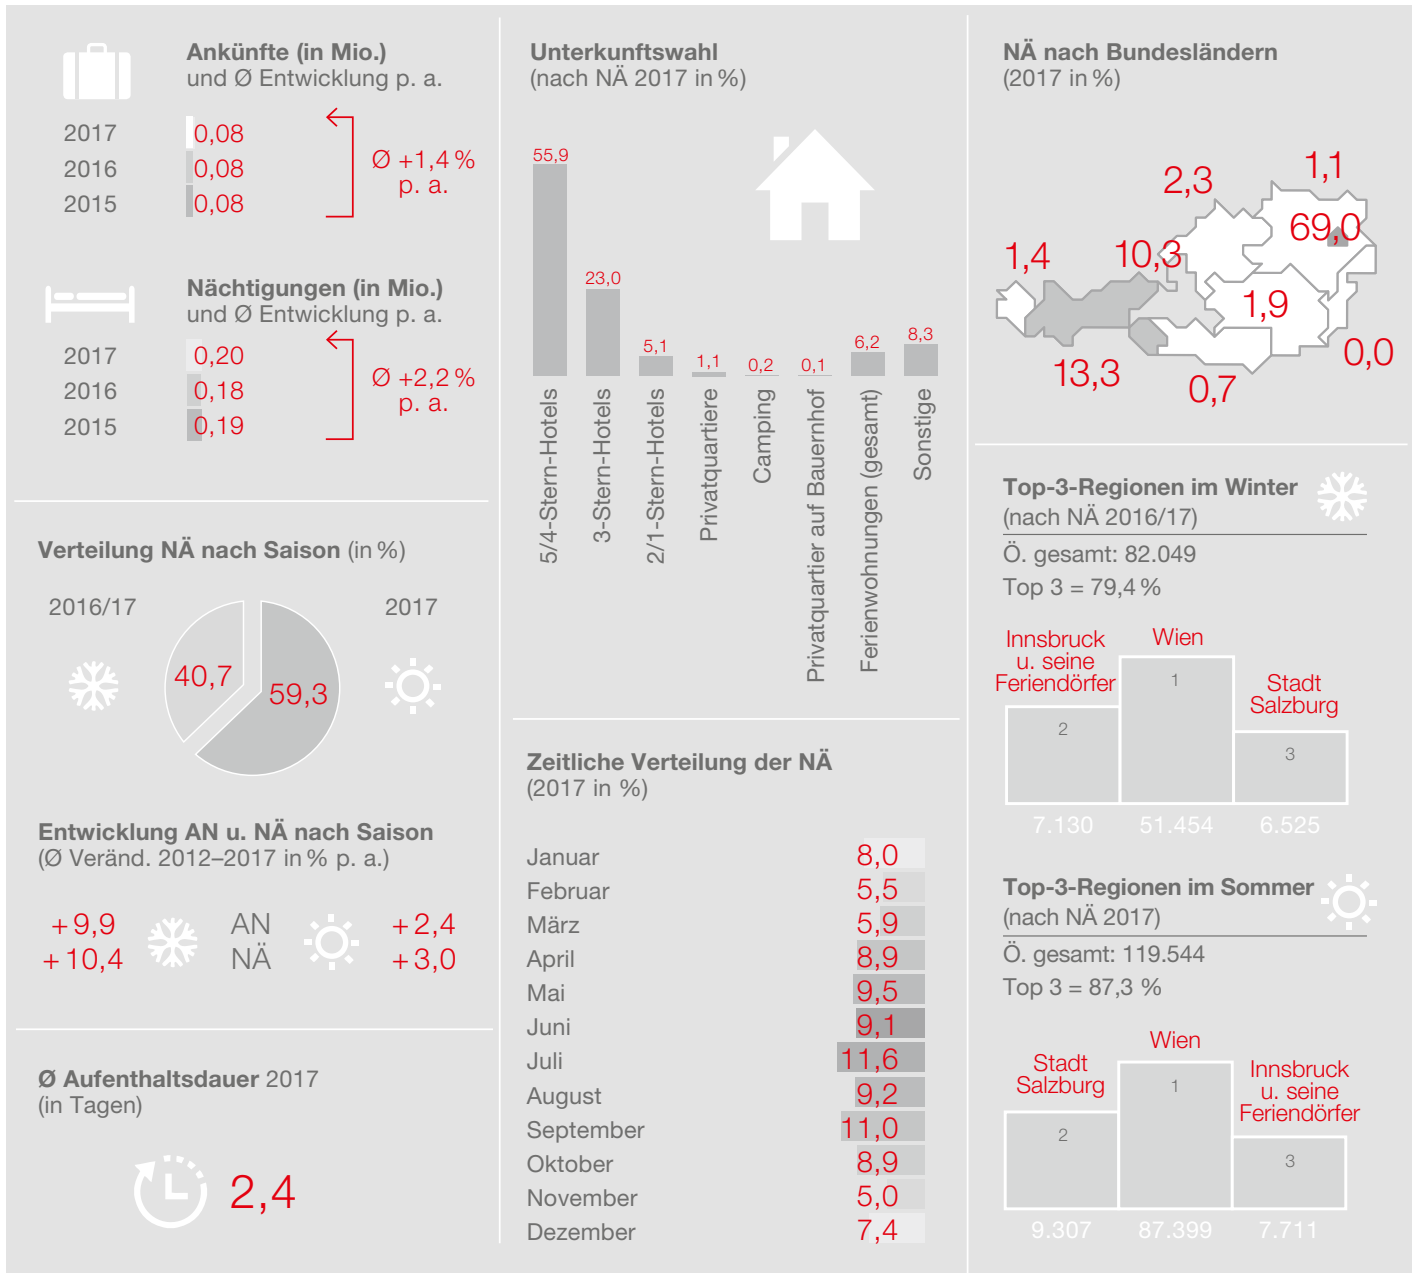 Ankünfte (in Mio.)
und Ø Entwicklung p. a.
2017 0,08
2016 0,08
2015 0,08
Ø +1,4 %
p. a.
Nächtigungen (in Mio.)
und Ø Entwicklung p. a.
2017 0,20
2016 0,18
2015 0,19
Ø +2,2 %
p. a.
Verteilung NÄ nach Saison (in %)
2016/17 2017
40,7 59,3
Entwicklung AN u. NÄ nach Saison
(Ø Veränd. 2012–2017 in % p. a.)
+9,9 AN +2,4
+10,4 NÄ +3,0
Ø Aufenthaltsdauer 2017
(in Tagen)
2,4
Unterkunftswahl
(nach NÄ 2017 in %)
55,9
23,0
5,1
1,1
0,2
0,1
6,2
8,3
5/4-Stern-Hotels
3-Stern-Hotels
2/1-Stern-Hotels
Privatquartiere
Camping
Privatquartier auf Bauernhof
Ferienwohnungen (gesamt)
Sonstige
Zeitliche Verteilung der NÄ
(2017 in %)
Januar 8,0
Februar 5,5
März 5,9
April 8,9
Mai 9,5
Juni 9,1
Juli 11,6
August 9,2
September 11,0
Oktober 8,9
November 5,0
Dezember 7,4
NÄ nach Bundesländern
(2017 in %)
1,1
2,3
69,0
1,4
10,3
1,9
0,0
13,3
0,7
Top-3-Regionen im Winter
(nach NÄ 2016/17)
Ö. gesamt: 82.049
Top 3 = 79,4 %
Innsbruck
u. seine
Feriendörfer
Wien
Stadt
Salzburg
2
1
3
7.130 51.454 6.525
Top-3-Regionen im Sommer
(nach NÄ 2017)
Ö. gesamt: 119.544
Top 3 = 87,3 %
Stadt
Salzburg
Wien
Innsbruck
u. seine
Feriendörfer
2
1
3
9.307 87.399 7.711